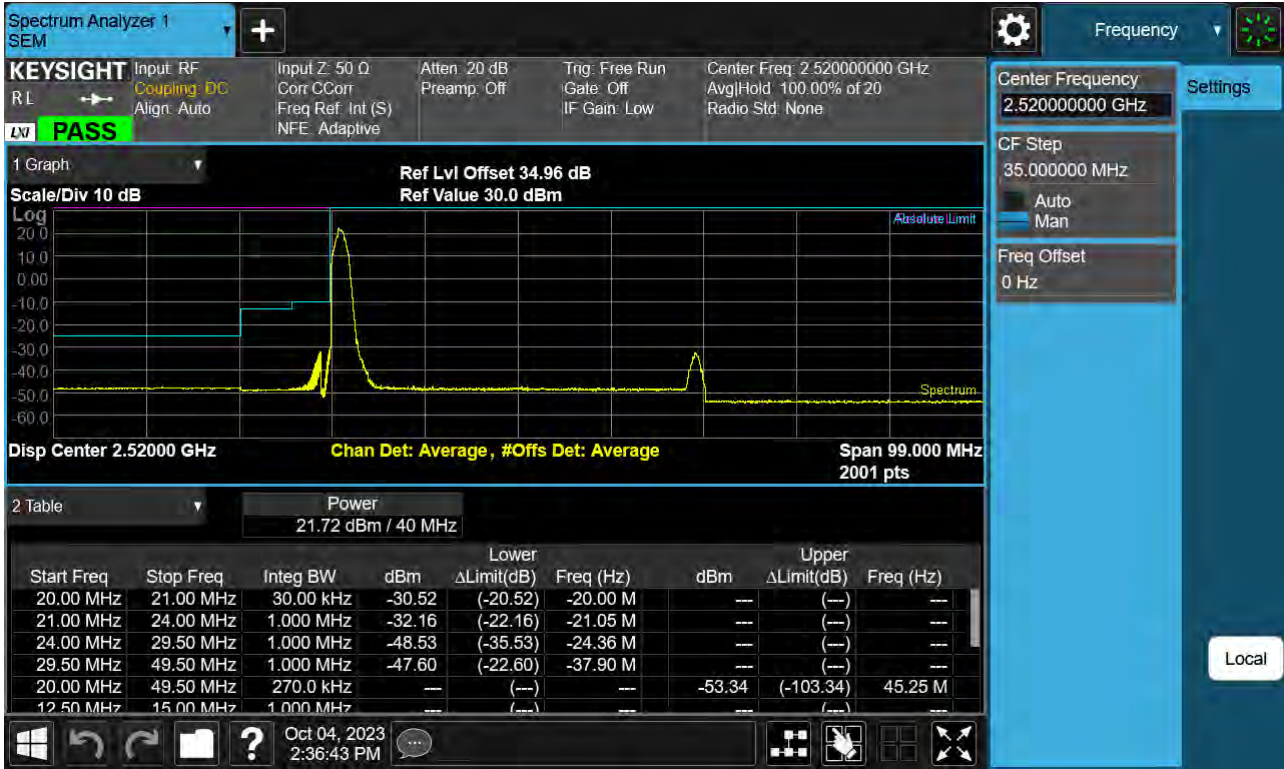 Spectrum Analyzer 1
SEM
Frequency
KEYSIGHT
RL
LXI PASS
Input: RF
Coupling: DC
Align: Auto
Input Z: 50 Ω
Corr CCorr
Freq Ref: Int (S)
NFE: Adaptive
Atten: 20 dB
Preamp: Off
Trig: Free Run
Gate: Off
IF Gain: Low
Center Freq: 2.520000000 GHz
Avg|Hold: 100.00% of 20
Radio Std: None
Center Frequency
2.520000000 GHz
Settings
CF Step
35.000000 MHz
Auto
Man
Freq Offset
0 Hz
Local
1 Graph
Scale/Div 10 dB
Ref Lvl Offset 34.96 dB
Ref Value 30.0 dBm
Log
20.0
10.0
0.00
-10.0
-20.0
-30.0
-40.0
-50.0
-60.0
Absolute Limit
Spectrum
Disp Center 2.52000 GHz
Chan Det: Average, #Offs Det: Average
Span 99.000 MHz
2001 pts
2 Table
Power
21.72 dBm / 40 MHz
Lower Upper
Start Freq Stop Freq Integ BW dBm ΔLimit(dB) Freq (Hz) dBm ΔLimit(dB) Freq (Hz)
20.00 MHz 21.00 MHz 30.00 kHz -30.52 (-20.52) -20.00 M --- (---) ---
21.00 MHz 24.00 MHz 1.000 MHz -32.16 (-22.16) -21.05 M --- (---) ---
24.00 MHz 29.50 MHz 1.000 MHz -48.53 (-35.53) -24.36 M --- (---) ---
29.50 MHz 49.50 MHz 1.000 MHz -47.60 (-22.60) -37.90 M --- (---) ---
20.00 MHz 49.50 MHz 270.0 kHz --- (---) --- -53.34 (-103.34) 45.25 M
12.50 MHz 15.00 MHz 1.000 MHz --- (---) --- --- (---) ---
Oct 04, 2023
2:36:43 PM